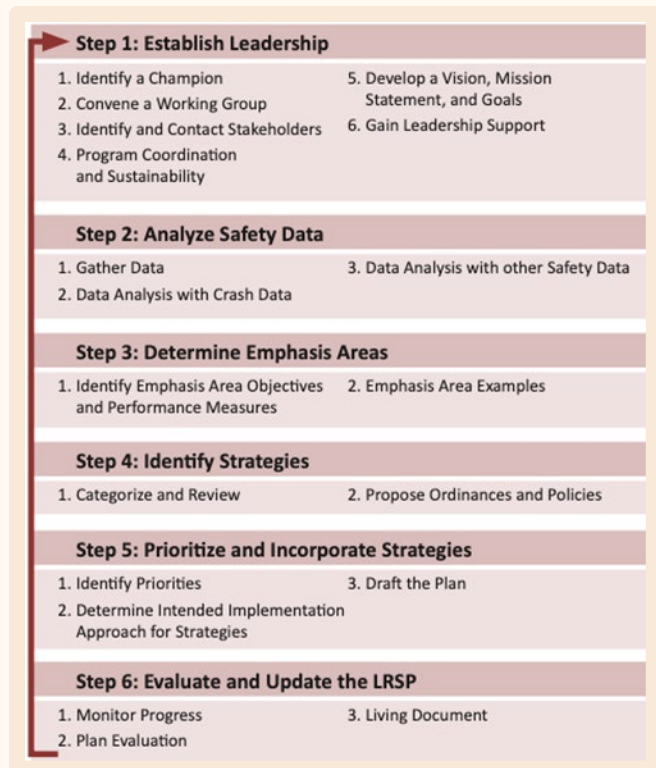 Step 1: Establish Leadership
1. Identify a Champion
2. Convene a Working Group
3. Identify and Contact Stakeholders
4. Program Coordination
and Sustainability
5. Develop a Vision, Mission
Statement, and Goals
6. Gain Leadership Support
Step 2: Analyze Safety Data
1. Gather Data
2. Data Analysis with Crash Data
3. Data Analysis with other Safety Data
Step 3: Determine Emphasis Areas
1. Identify Emphasis Area Objectives
and Performance Measures
2. Emphasis Area Examples
Step 4: Identify Strategies
1. Categorize and Review
2. Propose Ordinances and Policies
Step 5: Prioritize and Incorporate Strategies
1. Identify Priorities
2. Determine Intended Implementation
Approach for Strategies
3. Draft the Plan
Step 6: Evaluate and Update the LRSP
1. Monitor Progress
2. Plan Evaluation
3. Living Document